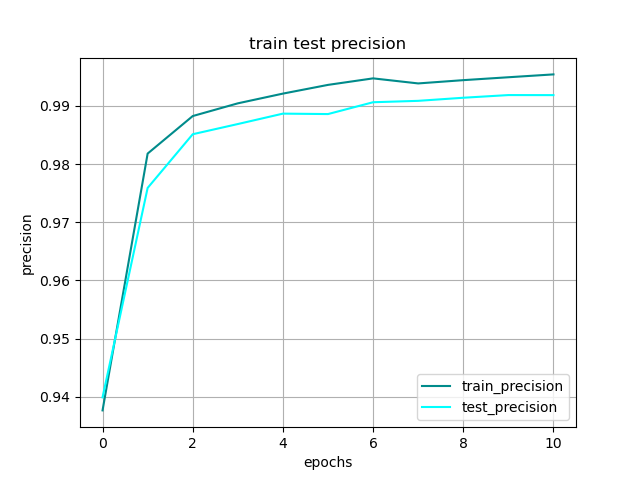 train test precision
precision
0.99
0.98
0.97
0.96
0.95
0.94
train_precision
test_precision
0 2 4 6 8 10
epochs